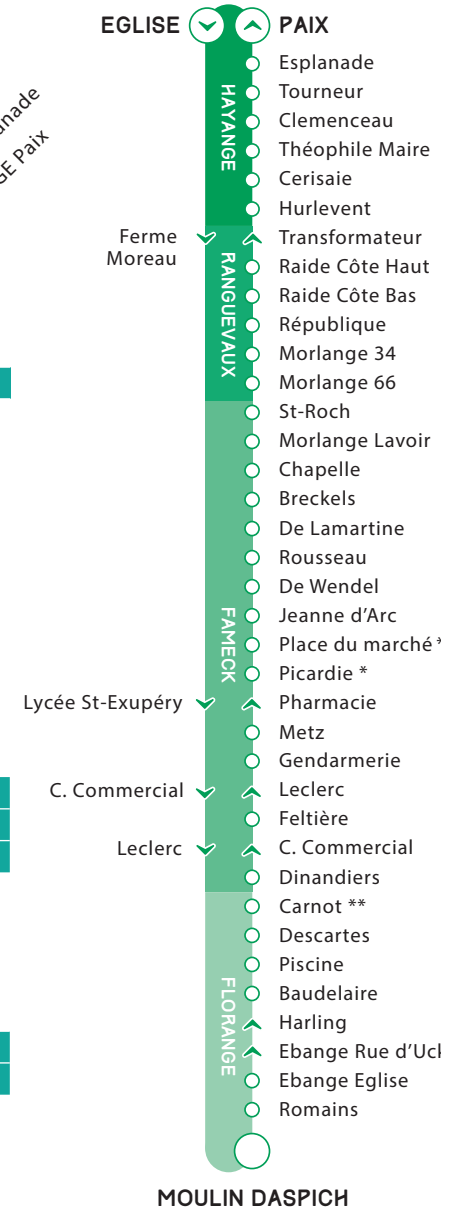 EGLISE PAIX
Esplanade
Tourneur
Clemenceau
Théophile Maire
Cerisaie
Hurlevent
HAYANGE
Ferme
Moreau
Transformateur
Raide Côte Haut
Raide Côte Bas
République
Morlange 34
Morlange 66
RANGUEVAUX
St-Roch
Morlange Lavoir
Chapelle
Breckels
De Lamartine
Rousseau
De Wendel
Jeanne d’Arc
Place du marché *
Picardie *
FAMECK
Lycée St-Exupéry Pharmacie
Metz
Gendarmerie
C. Commercial Leclerc
Feltière
Leclerc C. Commercial
Dinandiers
Carnot **
Descartes
Piscine
Baudelaire
Harling
Ebange Rue d’
Ebange Eglise
Romains
FLORANGE
MOULIN DASPICH
Paix